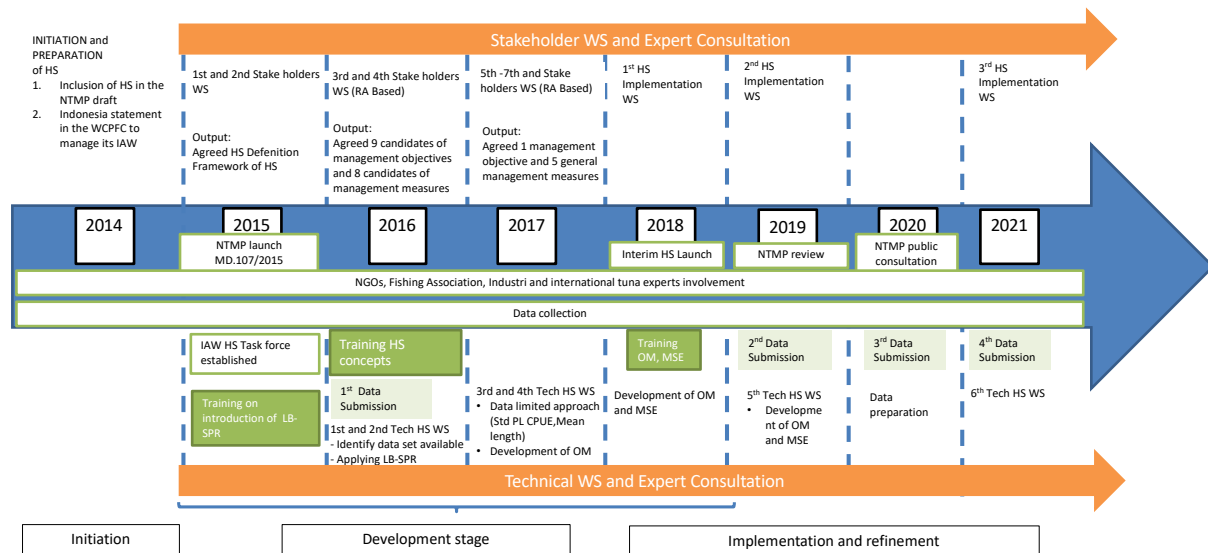 Stakeholder WS and Expert Consultation
INITIATION and
PREPARATION
of HS
1. Inclusion of HS in the
NTMP draft
2. Indonesia statement
in the WCPFC to
manage its IAW
1st and 2nd Stake holders
WS
Output:
Agreed HS Defenition
Framework of HS
3rd and 4th Stake holders
WS (RA Based)
Output:
Agreed 9 candidates of
management objectives
and 8 candidates of
management measures
5th -7th and Stake
holders WS (RA Based)
Output:
Agreed 1 management
objective and 5 general
management measures
1st HS
Implementation
WS
2nd HS
Implementation
WS
3rd HS
Implementation
WS
2014
2015
2016
2017
2018
2019
2020
2021
NTMP launch
MD.107/2015
Interim HS Launch
NTMP review
NTMP public
consultation
NGOs, Fishing Association, Industri and international tuna experts involvement
Data collection
IAW HS Task force
established
Training on
introduction of LB-
SPR
Training HS
concepts
1st Data
Submission
1st and 2nd Tech HS WS
- Identify data set available
- Applying LB-SPR
3rd and 4th Tech HS WS
• Data limited approach
(Std PL CPUE,Mean
length)
• Development of OM
Training
OM, MSE
Development of OM
and MSE
2nd Data
Submission
5th Tech HS WS
• Developme
nt of OM
and MSE
3rd Data
Submission
Data
preparation
4th Data
Submission
6th Tech HS WS
Technical WS and Expert Consultation
Initiation
Development stage
Implementation and refinement